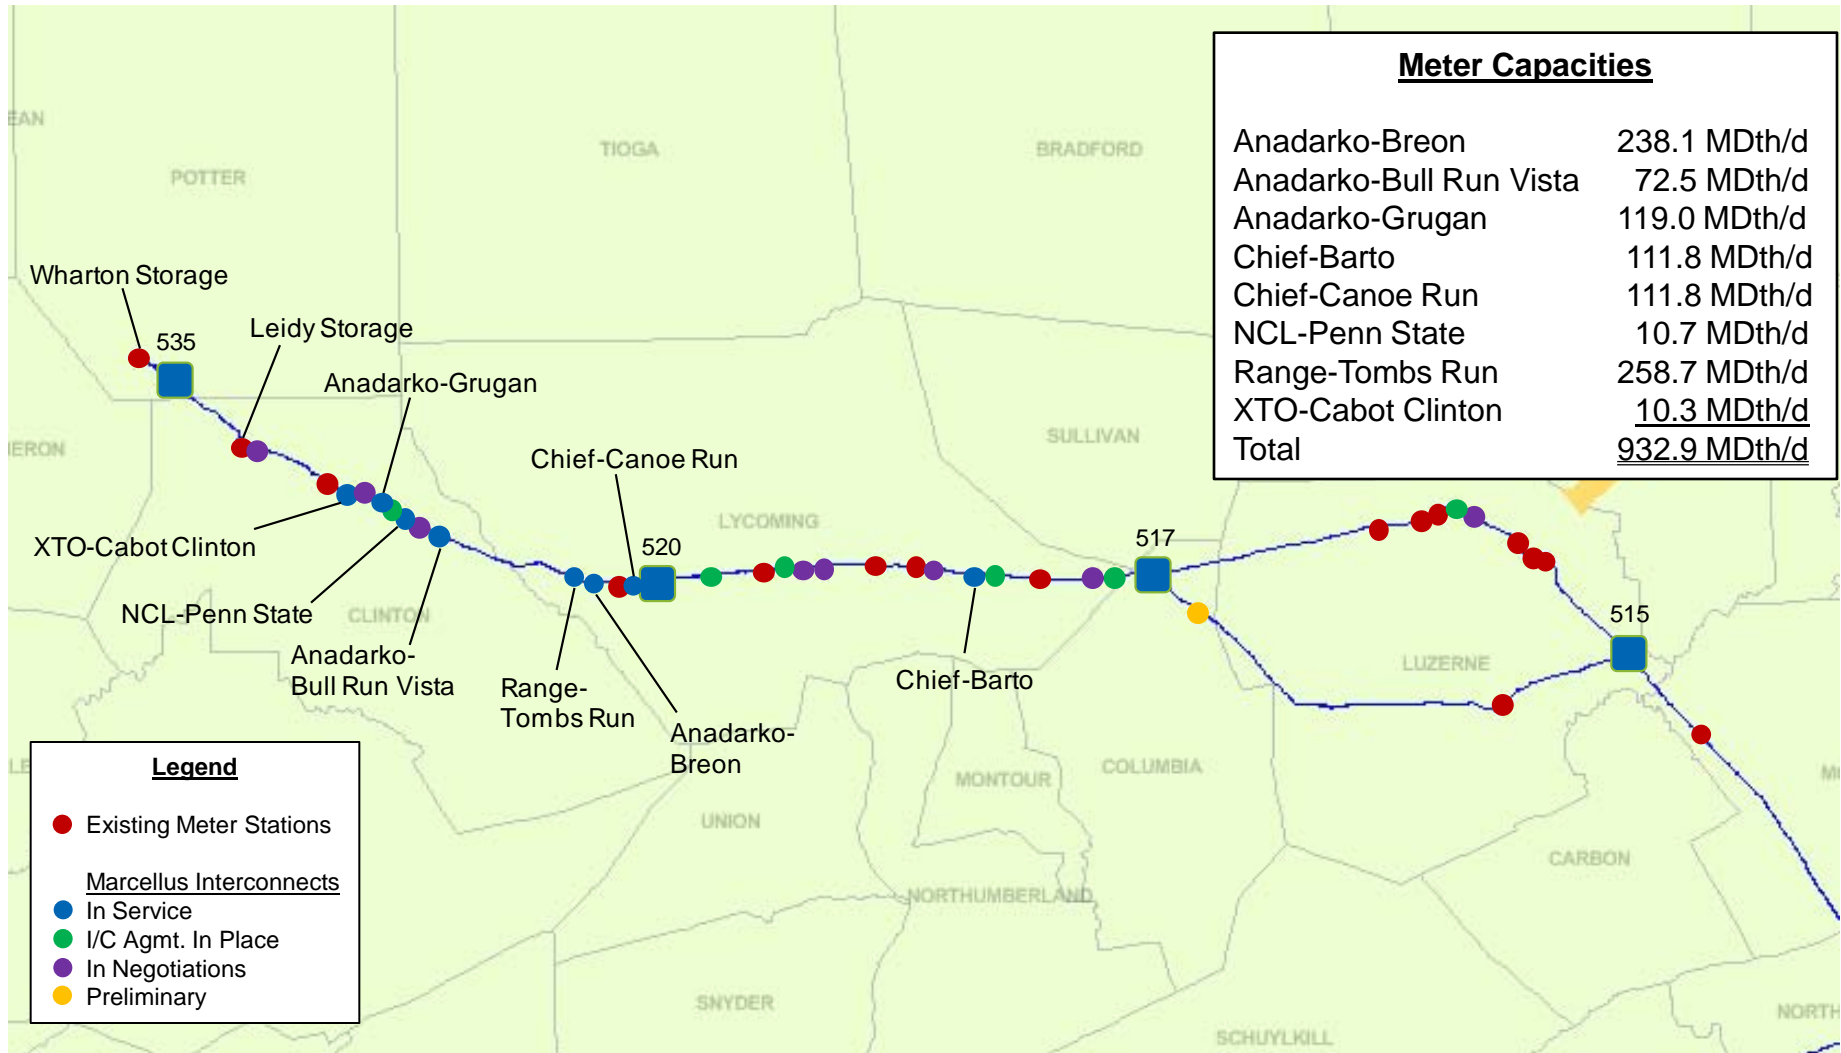 Meter Capacities
Anadarko-Breon 238.1 MDth/d
Anadarko-Bull Run Vista 72.5 MDth/d
Anadarko-Grugan 119.0 MDth/d
Chief-Barto 111.8 MDth/d
Chief-Canoe Run 111.8 MDth/d
NCL-Penn State 10.7 MDth/d
Range-Tombs Run 258.7 MDth/d
XTO-Cabot Clinton 10.3 MDth/d
Total 932.9 MDth/d
EAN
POTTER
TIOGA
BRADFORD
Wharton Storage
535
Leidy Storage
Anadarko-Grugan
ERON
SULLIVAN
Chief-Canoe Run
LYCOMING
520
517
XTO-Cabot Clinton
NCL-Penn State
CLINTON
515
Anadarko-
Bull Run Vista
Range-
Tombs Run
Chief-Barto
LUZERNE
Anadarko-
Breon
MONTOUR
COLUMBIA
UNION
CARBON
NORTHUMBERLAND
SNYDER
NORTH
SCHUYLKILL
Legend
Existing Meter Stations
Marcellus Interconnects
In Service
I/C Agmt. In Place
In Negotiations
Preliminary